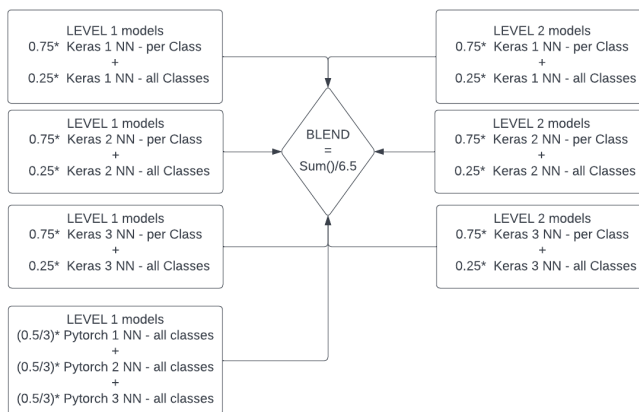 LEVEL 1 models
0.75* Keras 1 NN - per Class
+
0.25* Keras 1 NN - all Classes
LEVEL 2 models
0.75* Keras 1 NN - per Class
+
0.25* Keras 1 NN - all Classes
LEVEL 1 models
0.75* Keras 2 NN - per Class
+
0.25* Keras 2 NN - all Classes
BLEND
=
Sum()/6.5
LEVEL 2 models
0.75* Keras 2 NN - per Class
+
0.25* Keras 2 NN - all Classes
LEVEL 1 models
0.75* Keras 3 NN - per Class
+
0.25* Keras 3 NN - all Classes
LEVEL 2 models
0.75* Keras 3 NN - per Class
+
0.25* Keras 3 NN - all Classes
LEVEL 1 models
(0.5/3)* Pytorch 1 NN - all classes
+
(0.5/3)* Pytorch 2 NN - all classes
+
(0.5/3)* Pytorch 3 NN - all classes